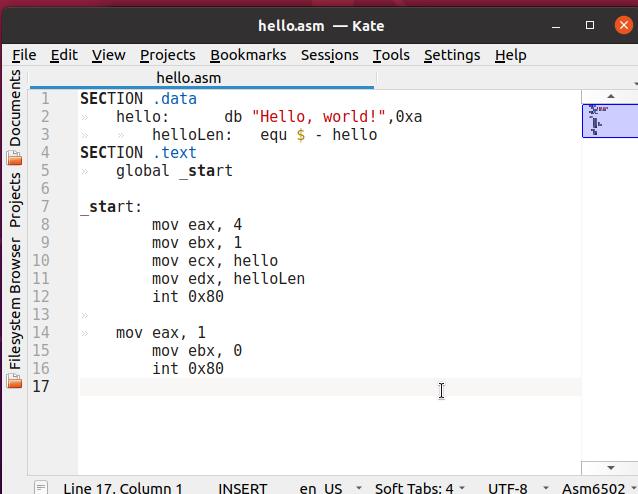 hello.asm — Kate
File Edit View Projects Bookmarks Sessions Tools Settings Help
hello.asm
Documents
Projects
Filesystem Browser
1 SECTION .data
2 » hello: db "Hello, world!",0xa
3 » » helloLen: equ $ - hello
4 SECTION .text
5 » global _start
6
7 _start:
8 mov eax, 4
9 mov ebx, 1
10 mov ecx, hello
11 mov edx, helloLen
12 int 0x80
13 »
14 » mov eax, 1
15 mov ebx, 0
16 int 0x80
17
Line 17, Column 1 INSERT en_US Soft Tabs: 4 UTF-8 Asm6502